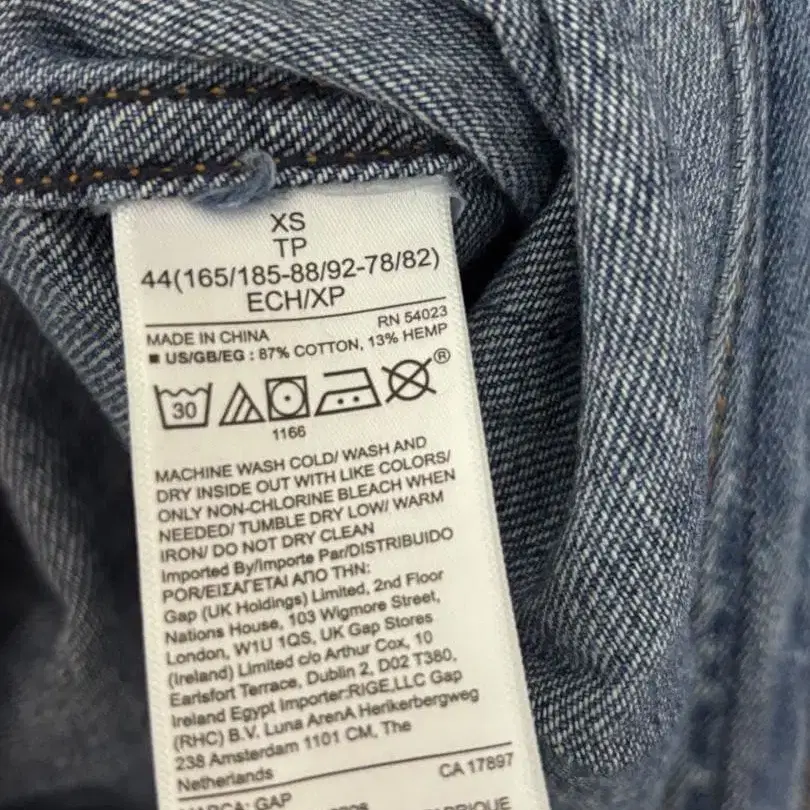 XS
TP
44(165/185-88/92-78/82)
ECH/XP
RN 54023
MADE IN CHINA
■ US/GB/EG : 87% COTTON, 13% HEMP
30
®
1166
MACHINE WASH COLD/ WASH AND
DRY INSIDE OUT WITH LIKE COLORS/
ONLY NON-CHLORINE BLEACH WHEN
NEEDED/ TUMBLE DRY LOW/ WARM
IRON/ DO NOT DRY CLEAN
Imported By/Importe Par/DISTRIBUIDO
POR/ΕΙΣΑΓΕΤΑΙ ΑΠΟ ΤΗΝ:
Gap (UK Holdings) Limited, 2nd Floor
Nations House, 103 Wigmore Street,
London, W1U 1QS, UK Gap Stores
(Ireland) Limited c/o Arthur Cox, 10
Earlsfort Terrace, Dublin 2, D02 T380,
Ireland Egypt Importer:RIGE,LLC Gap
(RHC) B.V. Luna ArenA Herikerbergweg
238 Amsterdam 1101 CM, The
Netherlands
CA 17897
MARCA: GAP
FABRIQUE